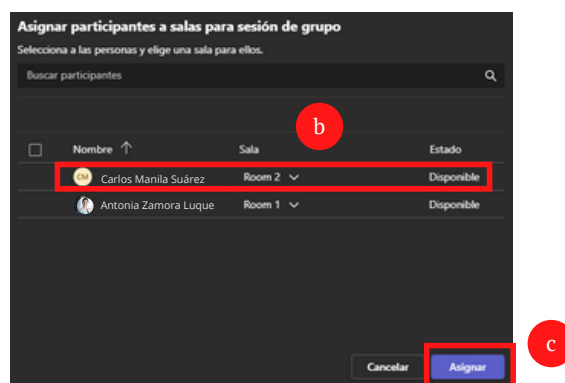 Asignar participantes a salas para sesión de grupo
Selecciona a las personas y elige una sala para ellos.
Buscar participantes
b
Nombre ↑ Sala Estado
CM Carlos Manila Suárez Room 2 Disponible
Antonia Zamora Luque Room 1 Disponible
Cancelar Asignar
c